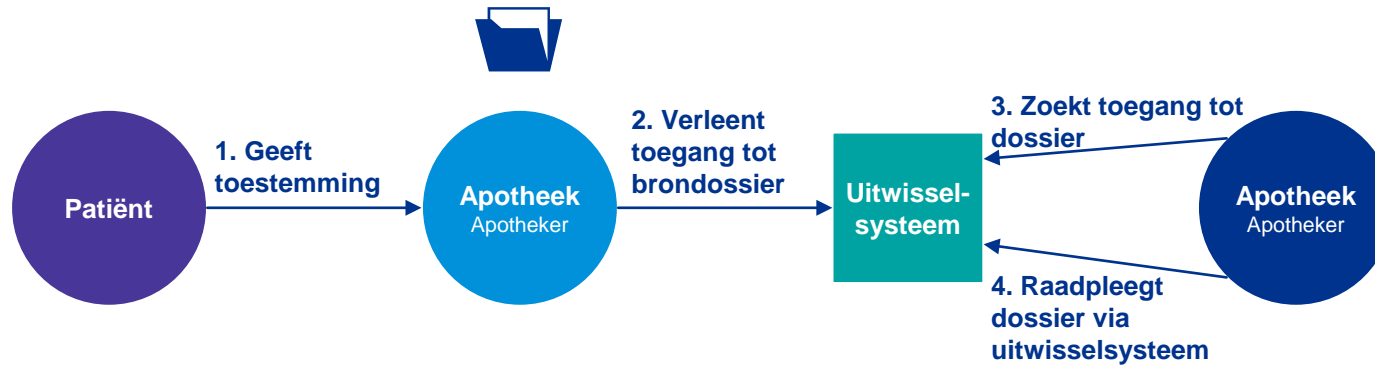 Patiënt
1. Geeft
toestemming
Apotheek
Apotheker
2. Verleent
toegang tot
brondossier
Uitwissel-
systeem
3. Zoekt toegang tot
dossier
4. Raadpleegt
dossier via
uitwisselsysteem
Apotheek
Apotheker